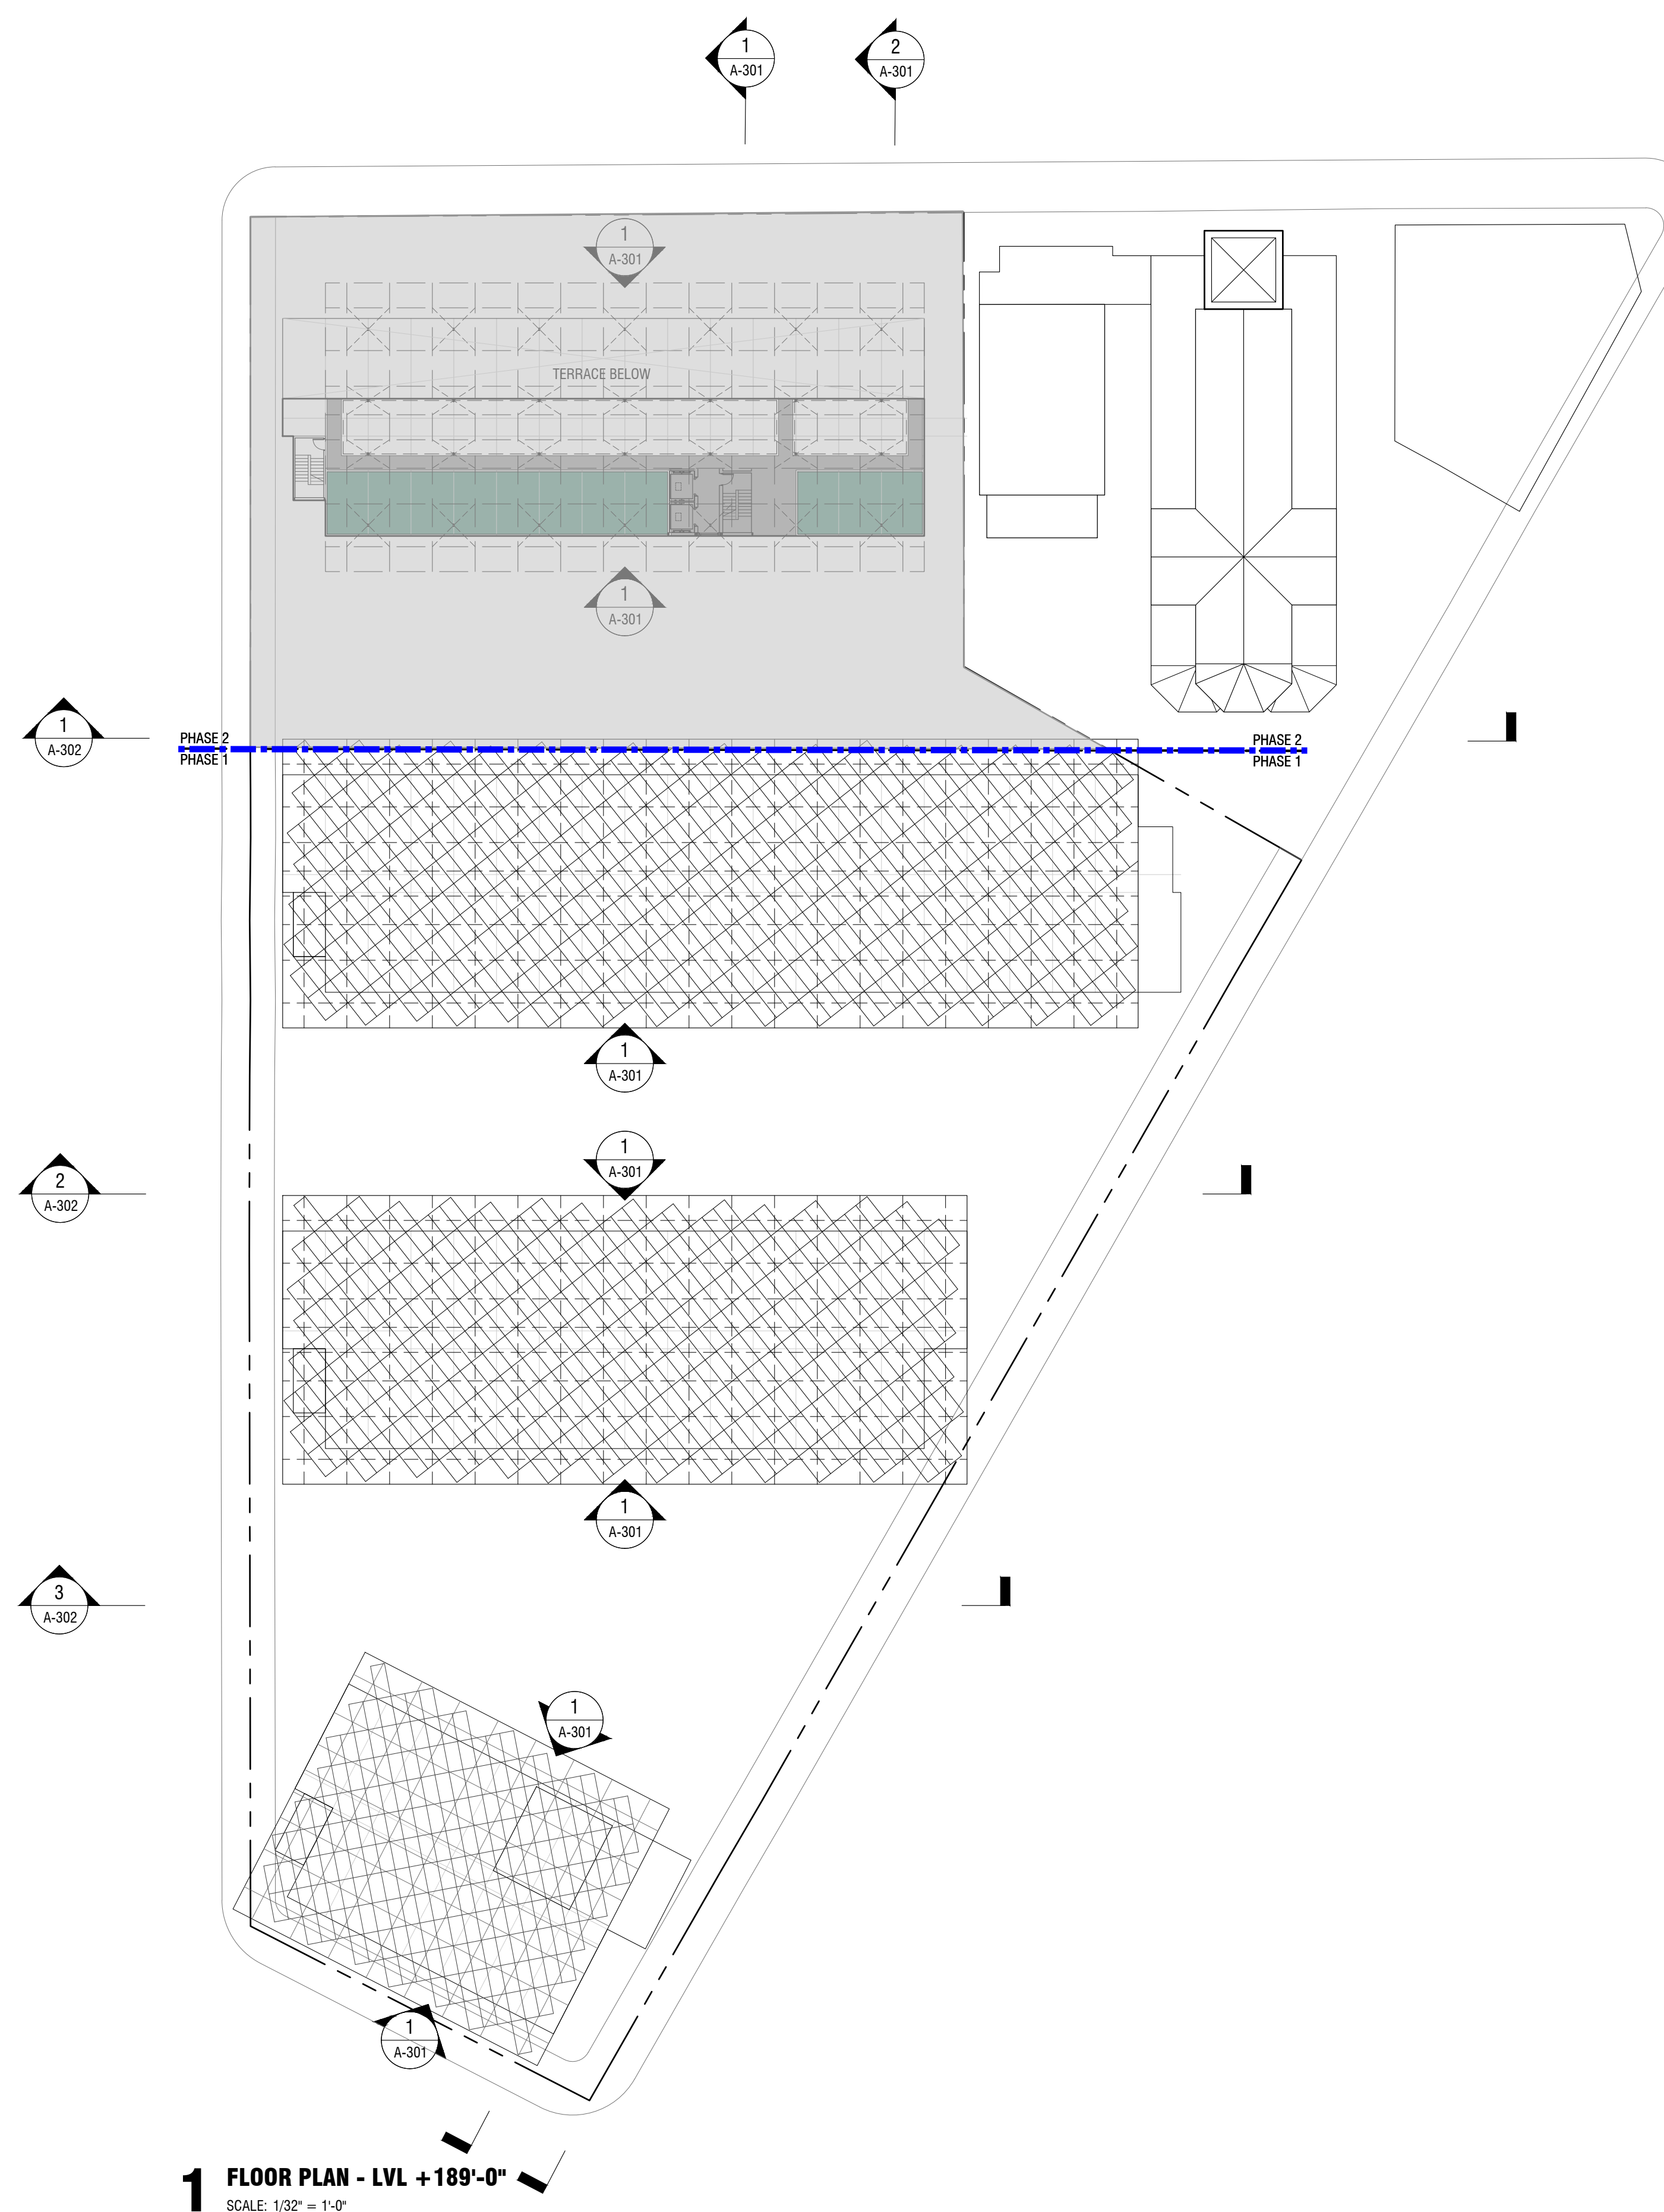 1
A-301
2
A-301
1
A-301
TERRACE BELOW
1
A-301
1
A-302
PHASE 2
PHASE 1
PHASE 2
PHASE 1
1
A-301
1
A-301
2
A-302
1
A-301
3
A-302
1
A-301
1
A-301
1 FLOOR PLAN - LVL +189'-0"
SCALE: 1/32" = 1'-0"